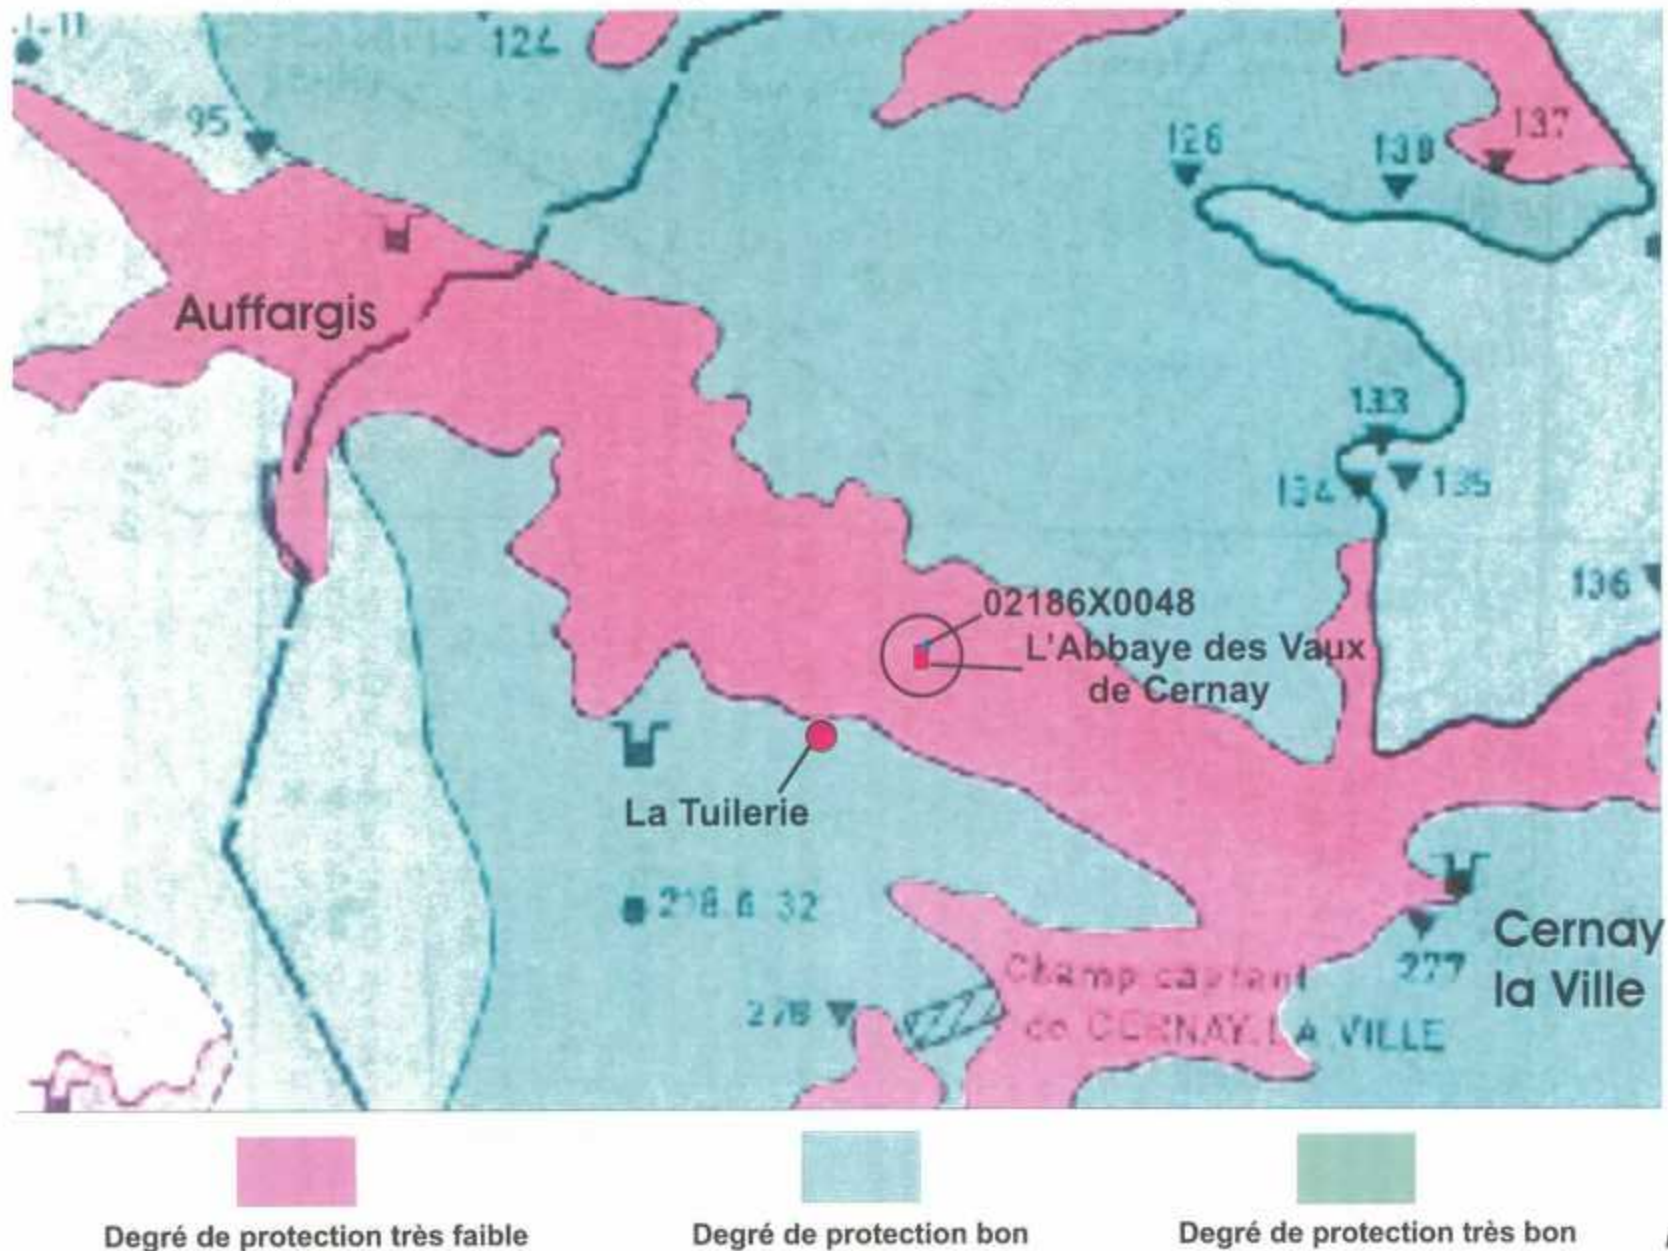 124
95
126
139
137
Auffargis
133
134
135
136
02186X0048
L'Abbaye des Vaux
de Cernay
La Tuilerie
218.6 32
Cernay
la Ville
277
Champ captant
de CERNAY.LA VILLE
278
Degré de protection très faible
Degré de protection bon
Degré de protection très bon